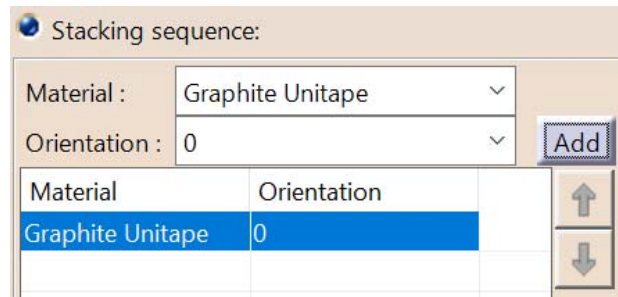 Stacking sequence:
Material : Graphite Unitape
Orientation : 0 Add
Material Orientation
Graphite Unitape 0